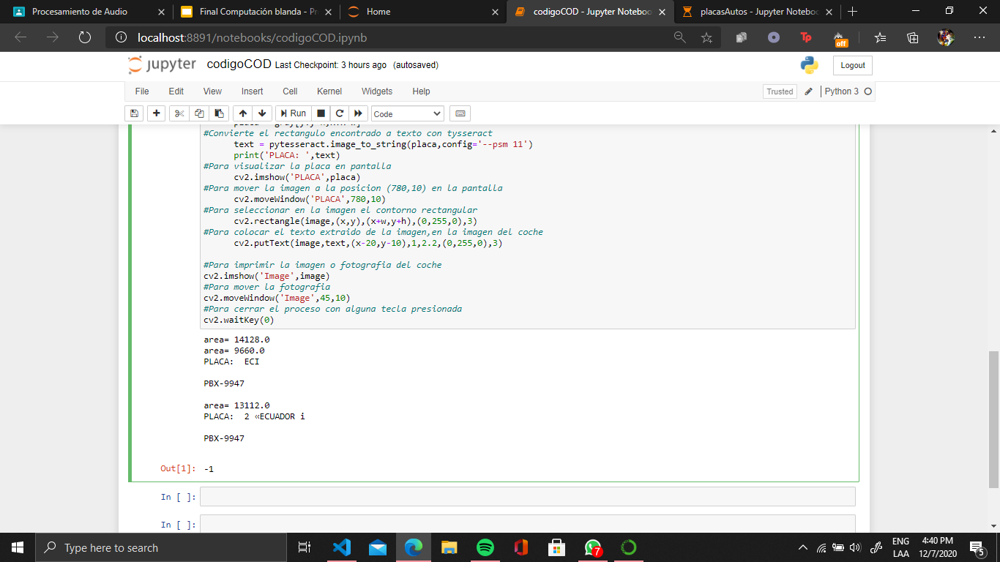 Procesamiento de Audio
Final Computación blanda - Pr
Home
codigoCOD - Jupyter Noteboo
placasAutos - Jupyter Noteboo
localhost:8891/notebooks/codigoCOD.ipynb
Tp
off
jupyter codigoCOD Last Checkpoint: 3 hours ago (autosaved)
Logout
File Edit View Insert Cell Kernel Widgets Help
Trusted
Python 3
Run
Code
#Convierte el rectangulo encontrado a texto con tysseract
text = pytesseract.image_to_string(placa,config='--psm 11')
print('PLACA: ',text)
#Para visualizar la placa en pantalla
cv2.imshow('PLACA',placa)
#Para mover la imagen a la posicion (780,10) en la pantalla
cv2.moveWindow('PLACA',780,10)
#Para seleccionar en la imagen el contorno rectangular
cv2.rectangle(image,(x,y),(x+w,y+h),(0,255,0),3)
#Para colocar el texto extraido de la imagen,en la imagen del coche
cv2.putText(image,text,(x-20,y-10),1,2.2,(0,255,0),3)
#Para imprimir la imagen o fotografia del coche
cv2.imshow('Image',image)
#Para mover la fotografia
cv2.moveWindow('Image',45,10)
#Para cerrar el proceso con alguna tecla presionada
cv2.waitKey(0)
area= 14128.0
area= 9660.0
PLACA:  ECI
PBX-9947
area= 13112.0
PLACA:  2 «ECUADOR i
PBX-9947
Out[1]: -1
In [ ]:
In [ ]:
Type here to search
7
ENG
LAA
4:40 PM
12/7/2020
5